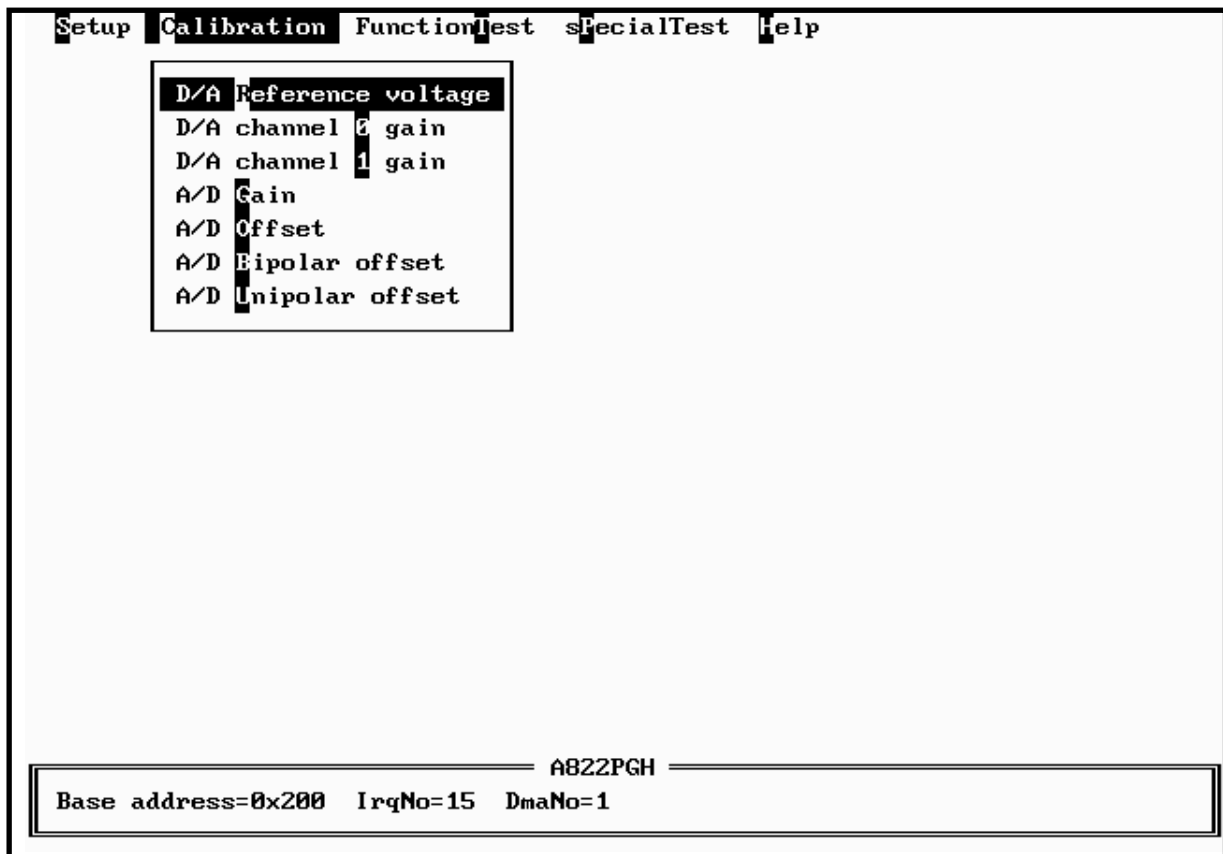 Setup Calibration FunctionTest sPecialTest Help
D/A Reference voltage
D/A channel 0 gain
D/A channel 1 gain
A/D Gain
A/D Offset
A/D Bipolar offset
A/D Unipolar offset
A822PGH
Base address=0x200 IrqNo=15 DmaNo=1